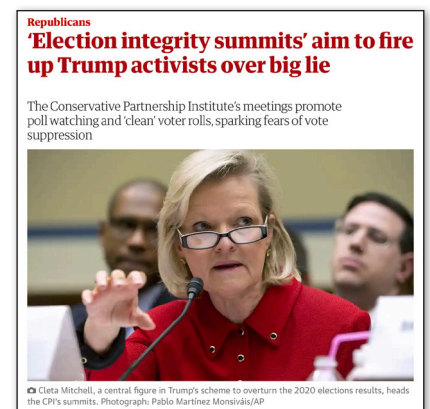 Republicans
‘Election integrity summits’ aim to fire
up Trump activists over big lie
The Conservative Partnership Institute’s meetings promote
poll watching and ‘clean’ voter rolls, sparking fears of vote
suppression
Cleta Mitchell, a central figure in Trump’s scheme to overturn the 2020 elections results, heads
the CPI’s summits. Photograph: Pablo Martínez Monsiváis/AP